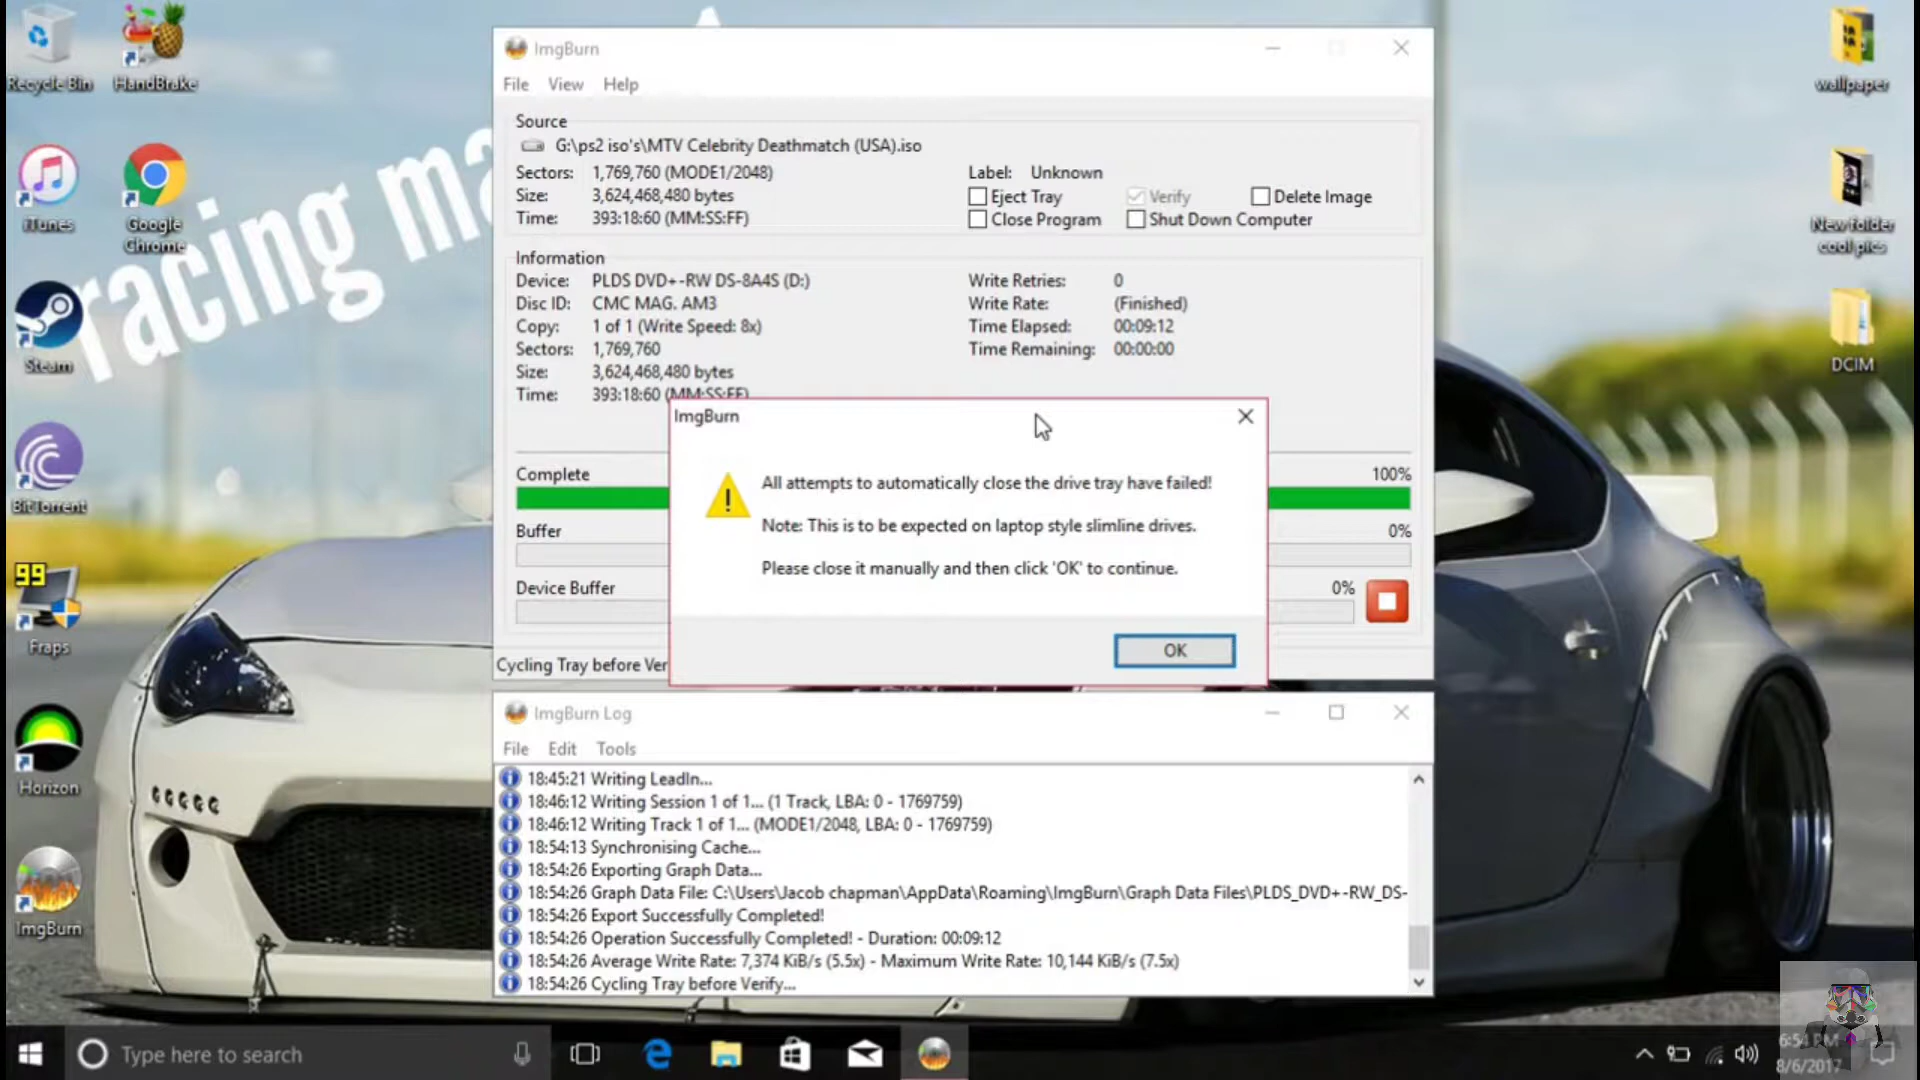 Recycle Bin
HandBrake
iTunes
Google
Chrome
Steam
BitTorrent
99
Fraps
Horizon
ImgBurn
racing ma
ImgBurn
File View Help
Source
G:\ps2 iso's\MTV Celebrity Deathmatch (USA).iso
Sectors: 1,769,760 (MODE1/2048)
Size: 3,624,468,480 bytes
Time: 393:18:60 (MM:SS:FF)
Label: Unknown
Eject Tray Verify Delete Image
Close Program Shut Down Computer
Information
Device: PLDS DVD+-RW DS-8A4S (D:)
Disc ID: CMC MAG. AM3
Copy: 1 of 1 (Write Speed: 8x)
Sectors: 1,769,760
Size: 3,624,468,480 bytes
Time: 393:18:60 (MM:SS:FF)
Write Retries: 0
Write Rate: (Finished)
Time Elapsed: 00:09:12
Time Remaining: 00:00:00
Complete 100%
Buffer 0%
Device Buffer 0%
Cycling Tray before Ver
ImgBurn
All attempts to automatically close the drive tray have failed!
Note: This is to be expected on laptop style slimline drives.
Please close it manually and then click 'OK' to continue.
OK
ImgBurn Log
File Edit Tools
18:45:21 Writing LeadIn...
18:46:12 Writing Session 1 of 1... (1 Track, LBA: 0 - 1769759)
18:46:12 Writing Track 1 of 1... (MODE1/2048, LBA: 0 - 1769759)
18:54:13 Synchronising Cache...
18:54:26 Exporting Graph Data...
18:54:26 Graph Data File: C:\Users\Jacob chapman\AppData\Roaming\ImgBurn\Graph Data Files\PLDS_DVD+-RW_DS-
18:54:26 Export Successfully Completed!
18:54:26 Operation Successfully Completed! - Duration: 00:09:12
18:54:26 Average Write Rate: 7,374 KiB/s (5.5x) - Maximum Write Rate: 10,144 KiB/s (7.5x)
18:54:26 Cycling Tray before Verify...
wallpaper
New folder
cool pics
DCIM
Type here to search
6:54 PM
8/6/2017